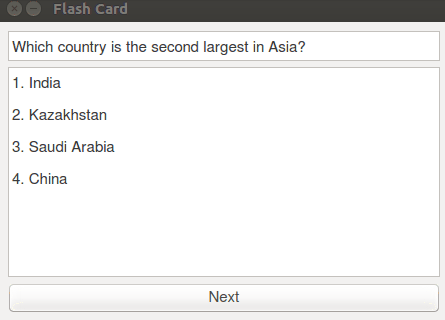 Flash Card
Which country is the second largest in Asia?
1. India
2. Kazakhstan
3. Saudi Arabia
4. China
Next